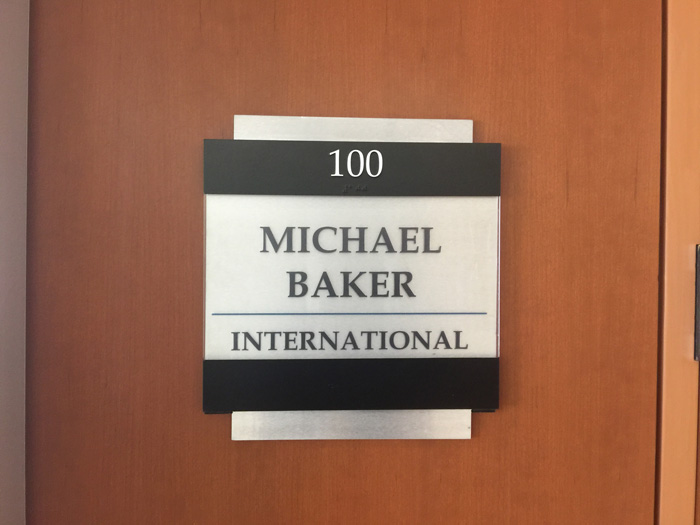 100
MICHAEL
BAKER
INTERNATIONAL